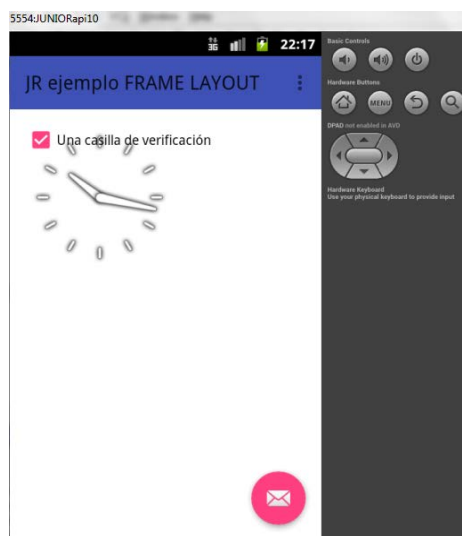 5554:JUNIORapi10
3G 22:17
JR ejemplo FRAME LAYOUT
Una casilla de verificación
Basic Controls
Hardware Buttons
MENU
DPAD not enabled in AVD
Hardware Keyboard
Use your physical keyboard to provide input